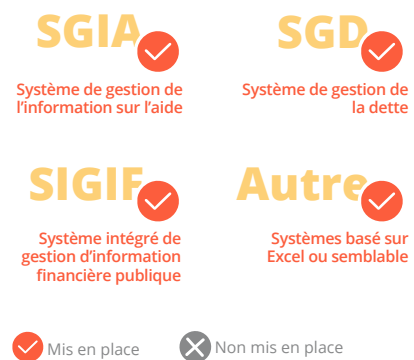 SGIA
Système de gestion de
l'information sur l'aide
SGD
Système de gestion de
la dette
SIGIF
Système intégré de
gestion d'information
financière publique
Autre
Systèmes basé sur
Excel ou semblable
Mis en place
Non mis en place